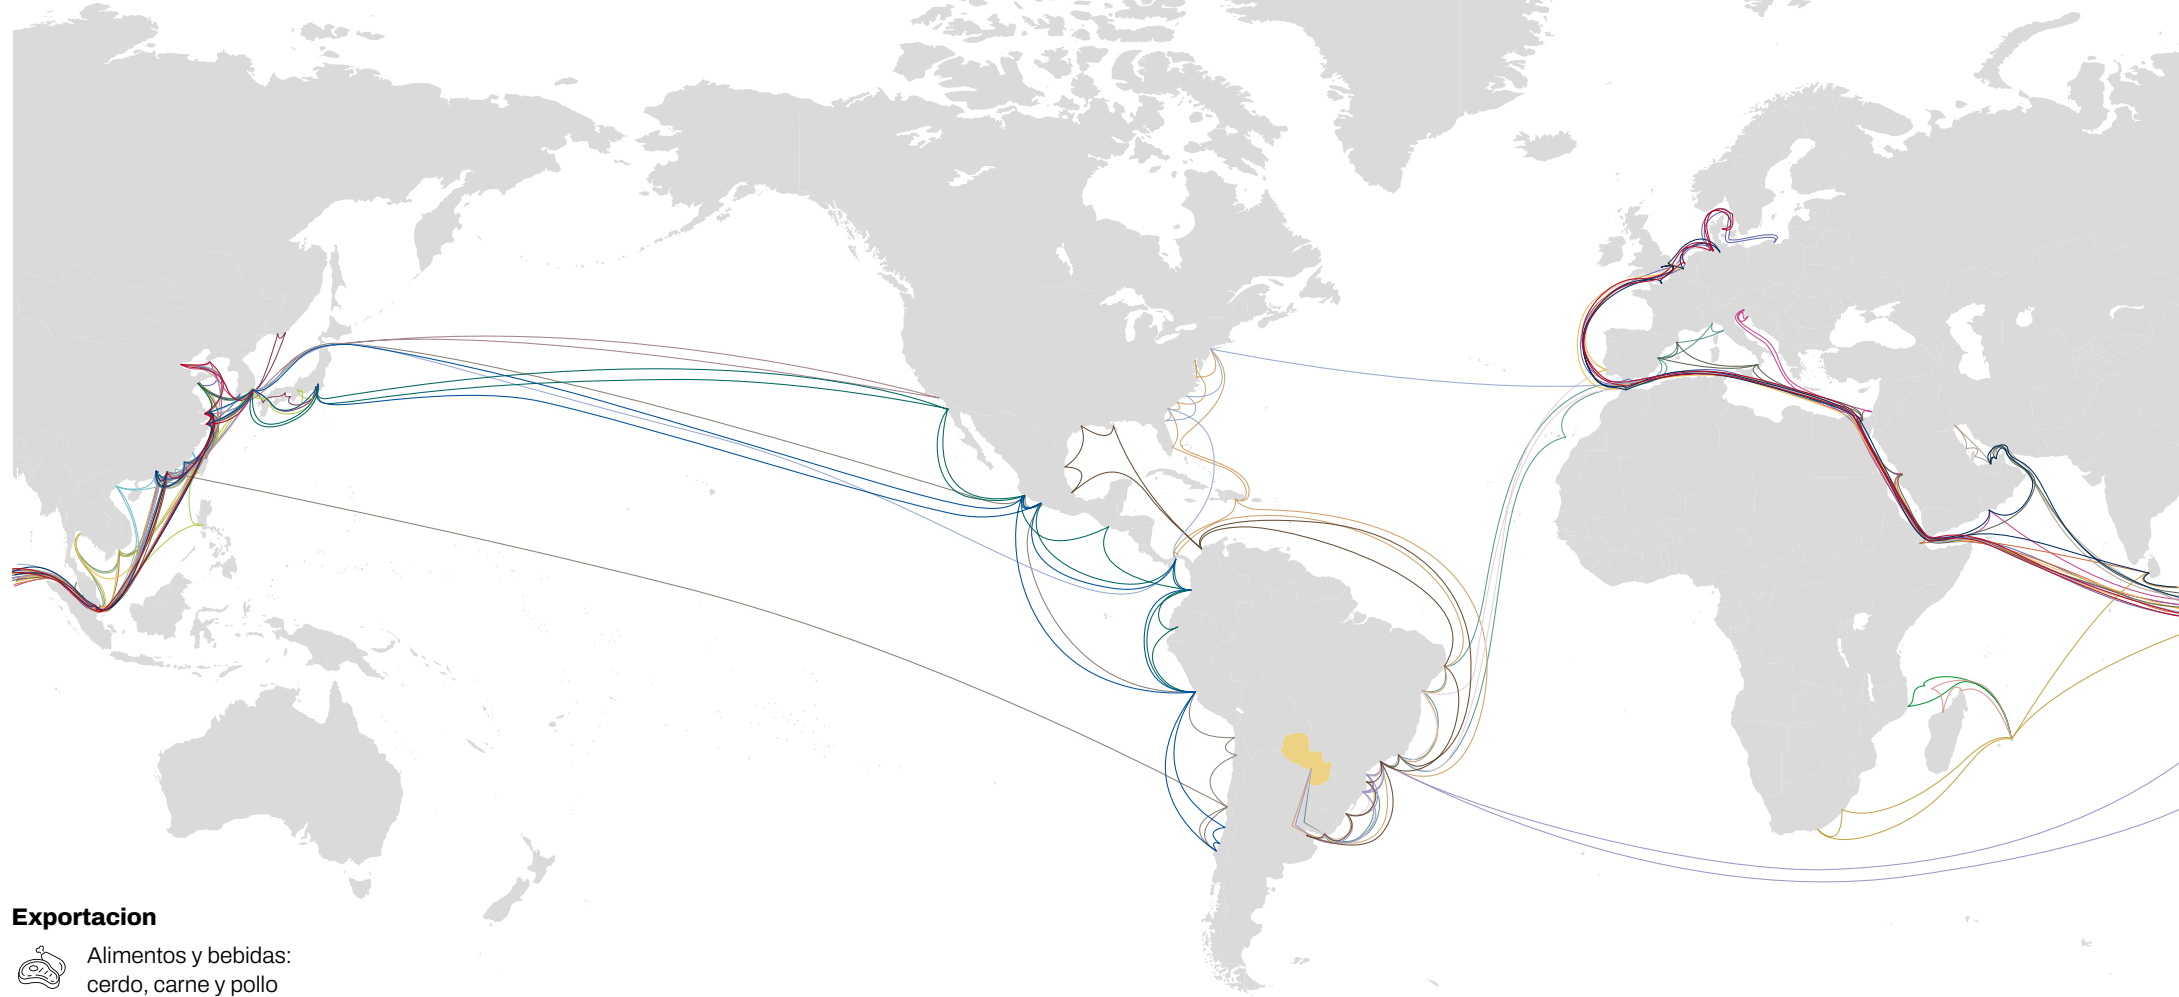 Exportacion
Alimentos y bebidas:
cerdo, carne y pollo